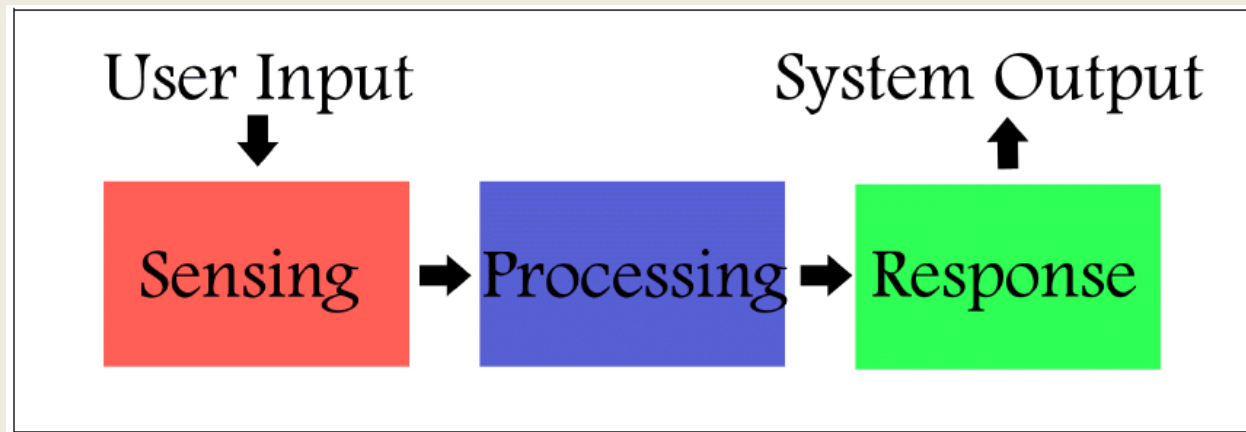 User Input
System Output
Sensing
Processing
Response